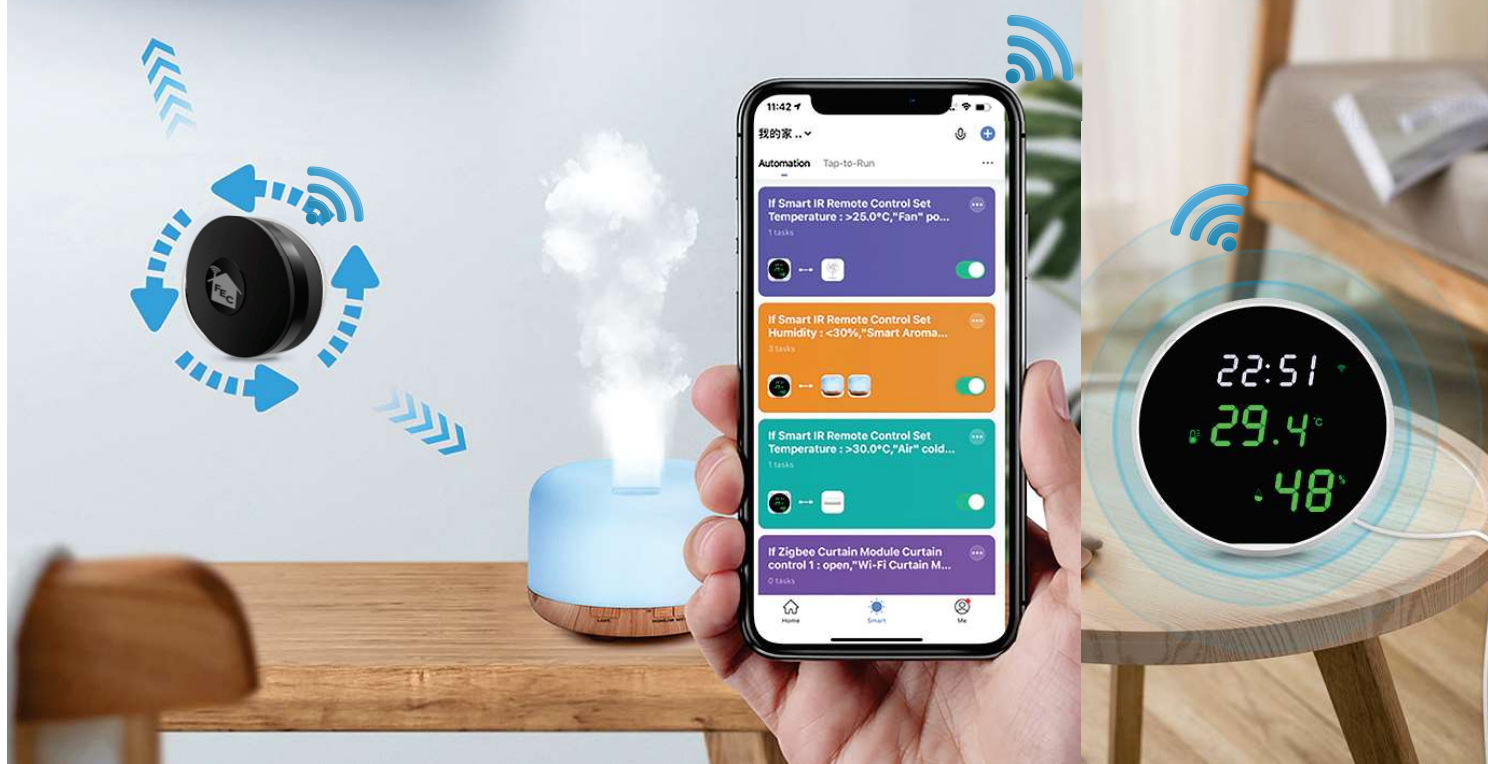 FEC
LAMP
11:42
我的家 ..
Automation Tap-to-Run
If Smart IR Remote Control Set
Temperature : >25.0°C,"Fan" po...
1 tasks
If Smart IR Remote Control Set
Humidity : <30%,"Smart Aroma...
3 tasks
If Smart IR Remote Control Set
Temperature : >30.0°C,"Air" cold...
1 tasks
If Zigbee Curtain Module Curtain
control 1 : open,"Wi-Fi Curtain M...
0 tasks
Home Smart Me
22:51
29.4°C
48%